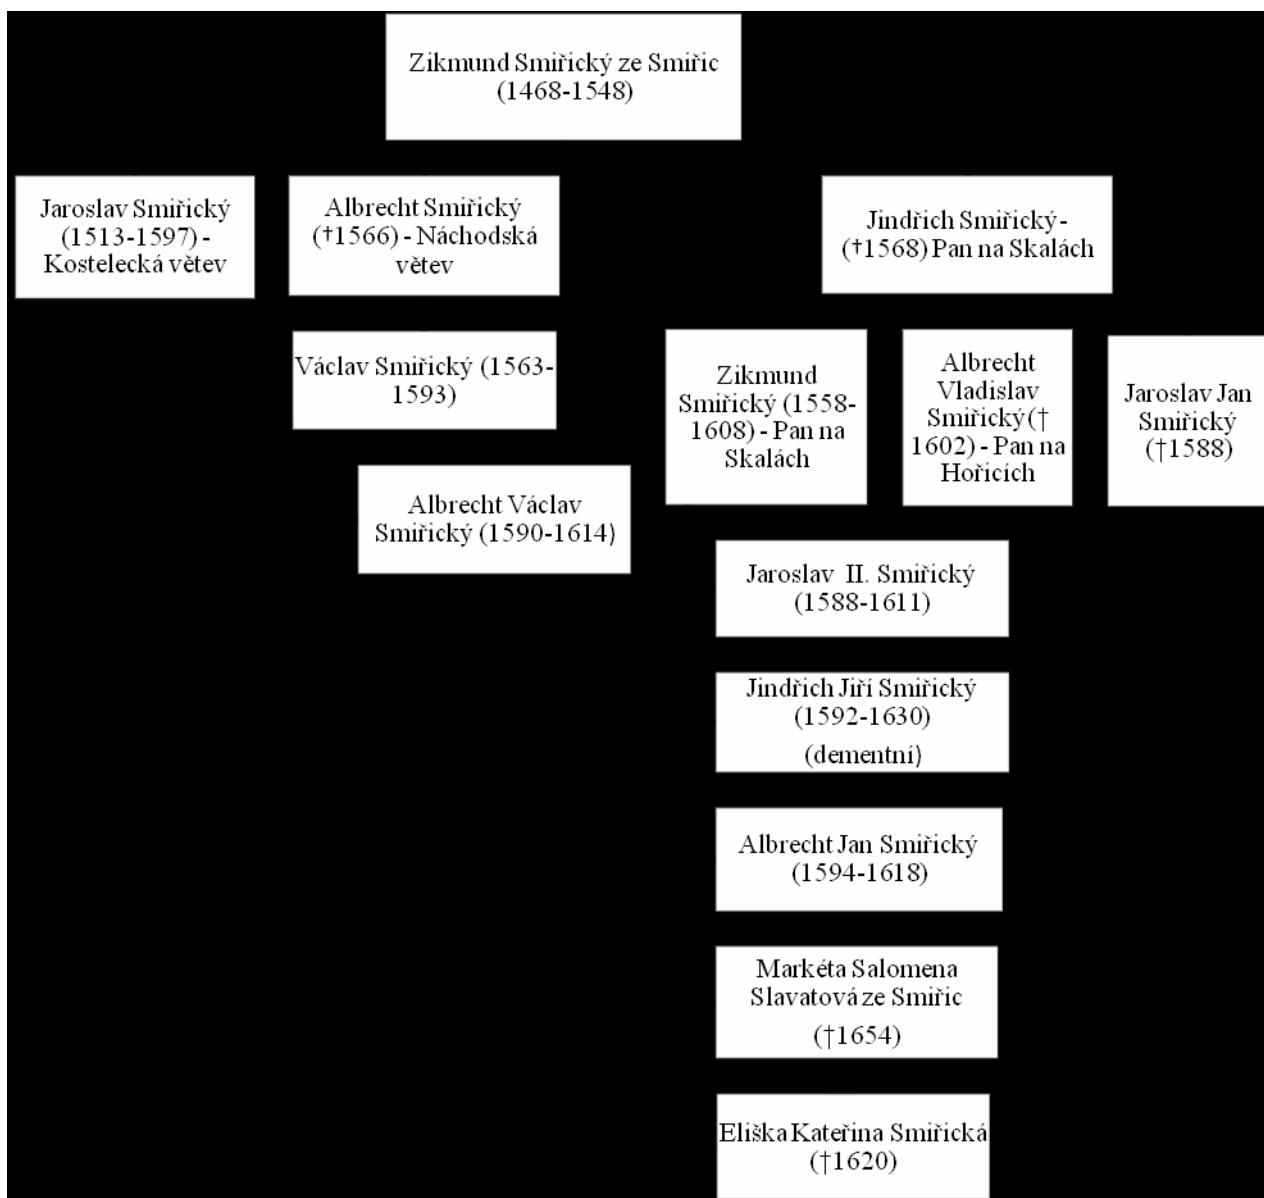 Zikmund Smiřický ze Smiřic
(1468-1548)
Jaroslav Smiřický
(1513-1597) -
Kostelecká větev
Albrecht Smiřický
(†1566) - Náchodská
větev
Jindřich Smiřický-
(†1568) Pan na Skalách
Václav Smiřický (1563-
1593)
Zikmund
Smiřický (1558-
1608) - Pan na
Skalách
Albrecht
Vladislav
Smiřický (†
1602) - Pan na
Hořicích
Jaroslav Jan
Smiřický
(†1588)
Albrecht Václav
Smiřický (1590-1614)
Jaroslav II. Smiřický
(1588-1611)
Jindřich Jiří Smiřický
(1592-1630)
(dementní)
Albrecht Jan Smiřický
(1594-1618)
Markéta Salomena
Slavatová ze Smiřic
(†1654)
Eliška Kateřina Smiřická
(†1620)